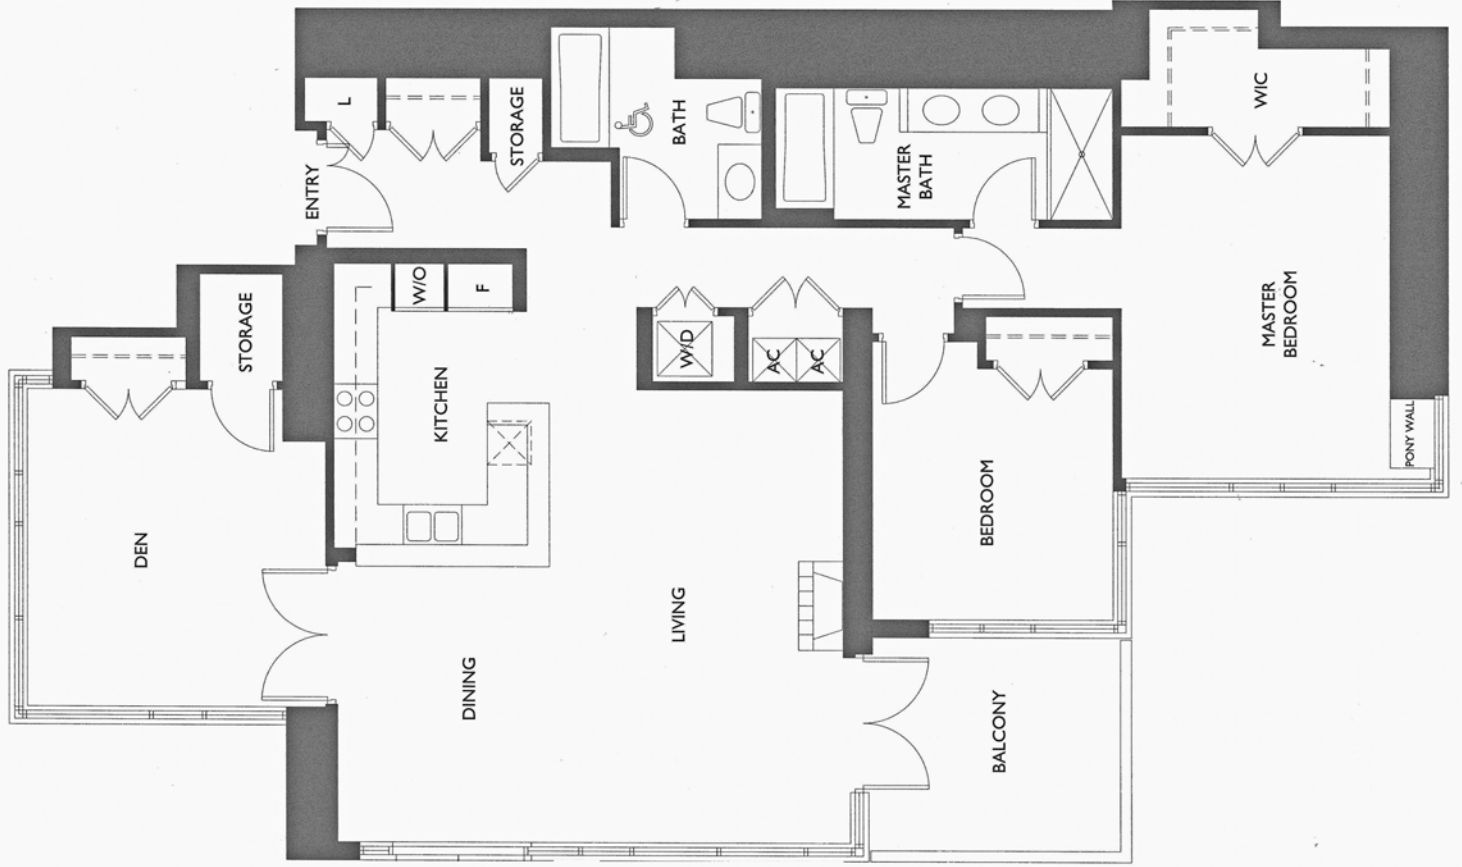 L
STORAGE
BATH
MASTER
BATH
WIC
ENTRY
STORAGE
W/O
F
W/D
AC
AC
MASTER
BEDROOM
KITCHEN
PONY WALL
BEDROOM
DEN
LIVING
DINING
BALCONY